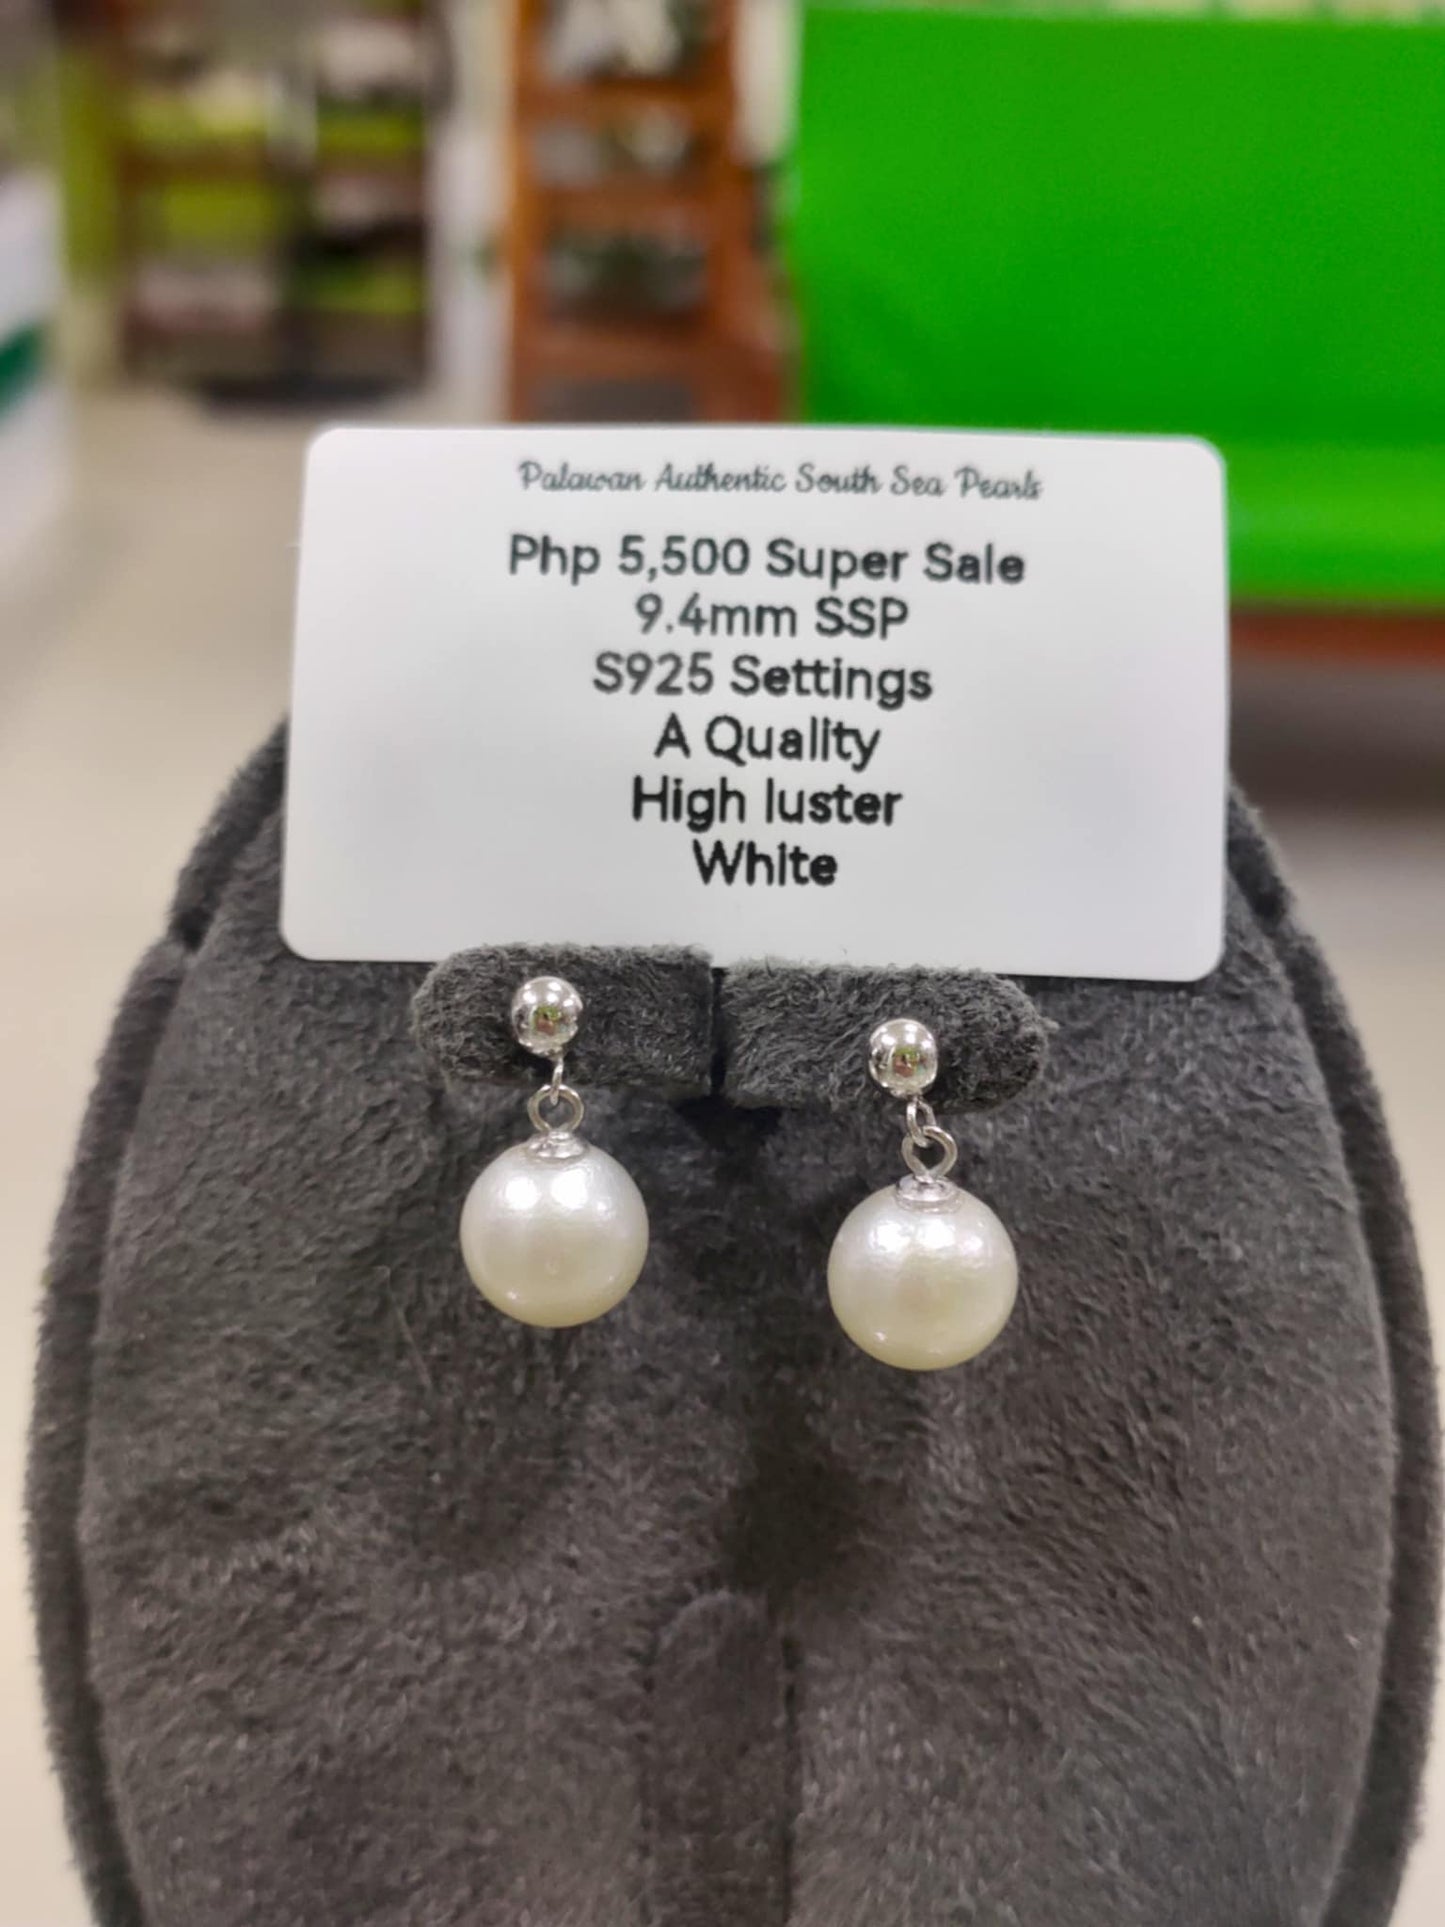 Palawan Authentic South Sea Pearls
Php 5,500 Super Sale
9.4mm SSP
S925 Settings
A Quality
High luster
White